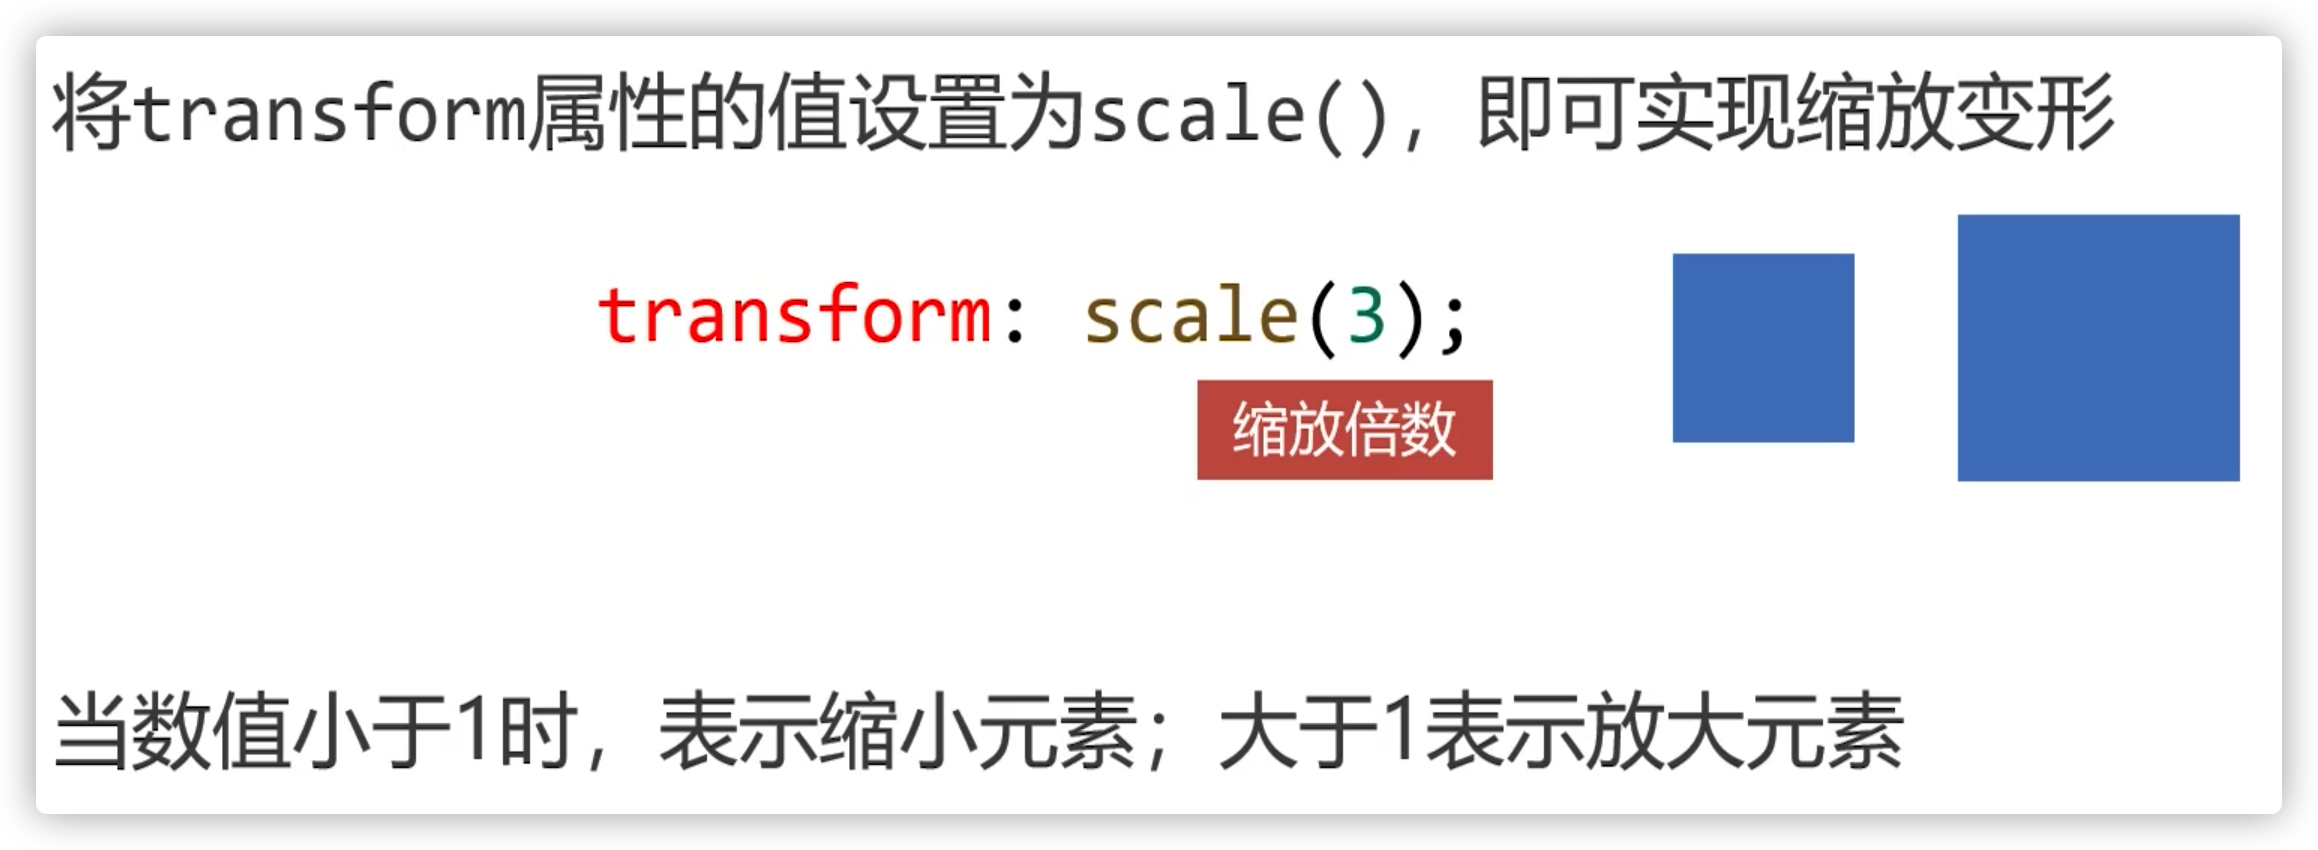 将transform属性的值设置为scale()，即可实现缩放变形
transform: scale(3);
缩放倍数
当数值小于1时，表示缩小元素；大于1表示放大元素